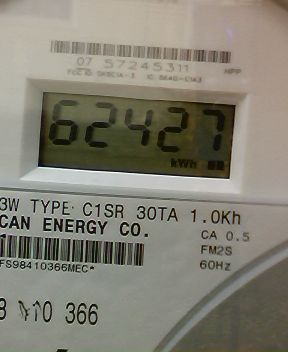 07 57245311
HPP
62427
kWh
3W TYPE C1SR 30TA 1.0Kh
CAN ENERGY CO.
CA 0.5
FM2S
FS98410366MEC*
60Hz
366